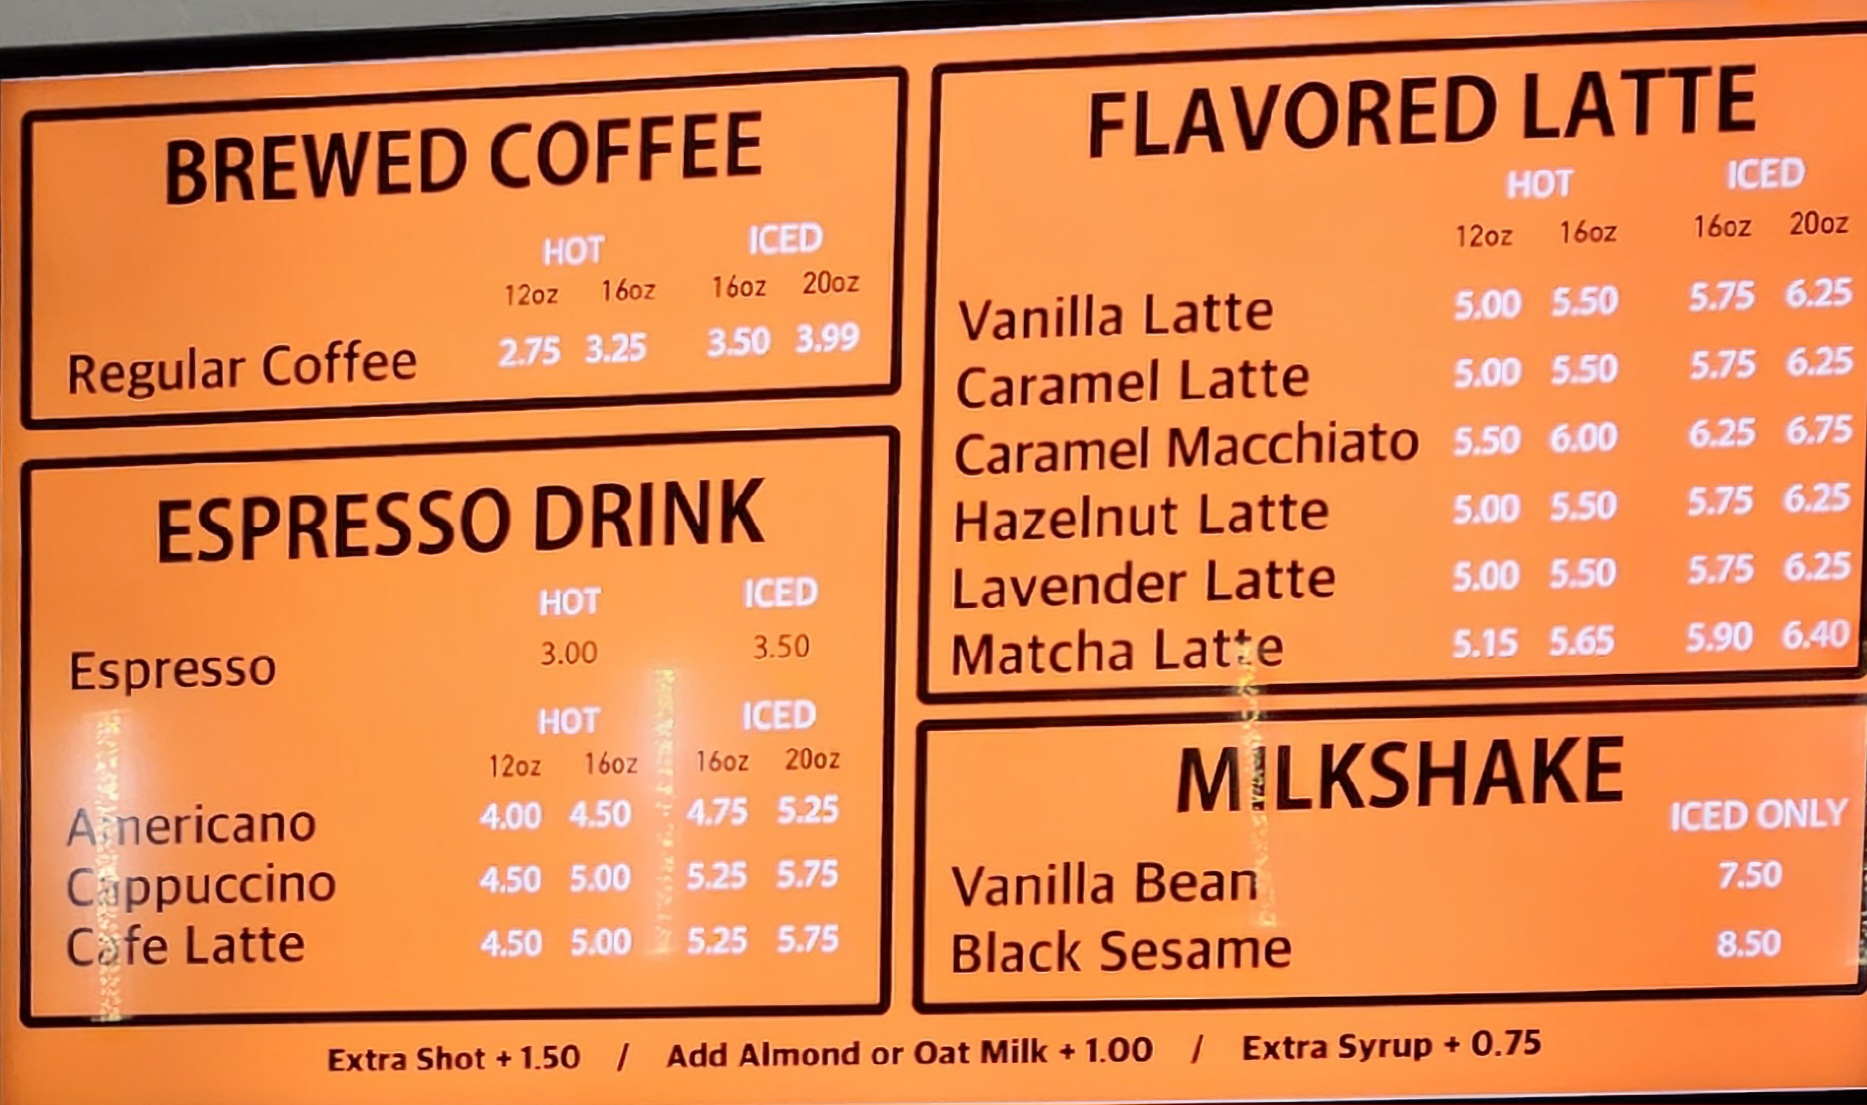 BREWED COFFEE
HOT ICED
12oz 16oz 16oz 20oz
Regular Coffee 2.75 3.25 3.50 3.99
ESPRESSO DRINK
HOT ICED
Espresso 3.00 3.50
HOT ICED
12oz 16oz 16oz 20oz
Americano 4.00 4.50 4.75 5.25
Cappuccino 4.50 5.00 5.25 5.75
Cafe Latte 4.50 5.00 5.25 5.75
FLAVORED LATTE
HOT ICED
12oz 16oz 16oz 20oz
Vanilla Latte 5.00 5.50 5.75 6.25
Caramel Latte 5.00 5.50 5.75 6.25
Caramel Macchiato 5.50 6.00 6.25 6.75
Hazelnut Latte 5.00 5.50 5.75 6.25
Lavender Latte 5.00 5.50 5.75 6.25
Matcha Latte 5.15 5.65 5.90 6.40
MILKSHAKE
ICED ONLY
Vanilla Bean 7.50
Black Sesame 8.50
Extra Shot + 1.50 / Add Almond or Oat Milk + 1.00 / Extra Syrup + 0.75